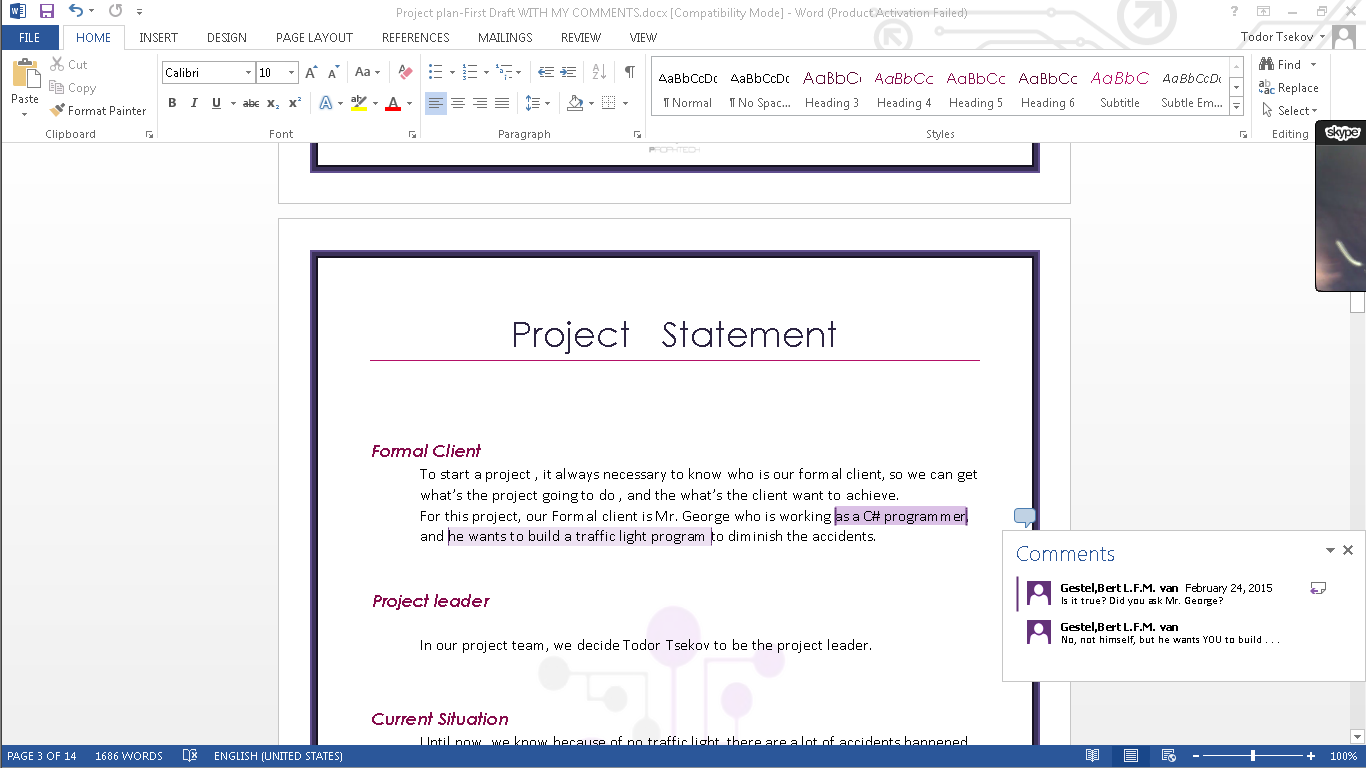 Project plan-First Draft WITH MY COMMENTS.docx [Compatibility Mode] - Word (Product Activation Failed)
FILE HOME INSERT DESIGN PAGE LAYOUT REFERENCES MAILINGS REVIEW VIEW Todor Tsekov
Paste
Cut
Copy
Format Painter
Clipboard
Calibri 10
Font
Paragraph
AaBbCcDc AaBbCcDc AaBbC AaBbCc AaBbCc AaBbCc AaBbC AaBbCcDc
¶ Normal ¶ No Spac... Heading 3 Heading 4 Heading 5 Heading 6 Subtitle Subtle Em...
Styles
Find
Replace
Select
Editing
skype
PROPHTECH
Project Statement
Formal Client
To start a project , it always necessary to know who is our formal client, so we can get
what's the project going to do , and the what's the client want to achieve.
For this project, our Formal client is Mr. George who is working as a C# programmer,
and he wants to build a traffic light program to diminish the accidents.
Project leader
In our project team, we decide Todor Tsekov to be the project leader.
Current Situation
Until now, we know because of no traffic light, there are a lot of accidents happened
Comments
Gestel,Bert L.F.M. van February 24, 2015
Is it true? Did you ask Mr. George?
Gestel,Bert L.F.M. van
No, not himself, but he wants YOU to build . . .
PAGE 3 OF 14 1686 WORDS ENGLISH (UNITED STATES) 100%